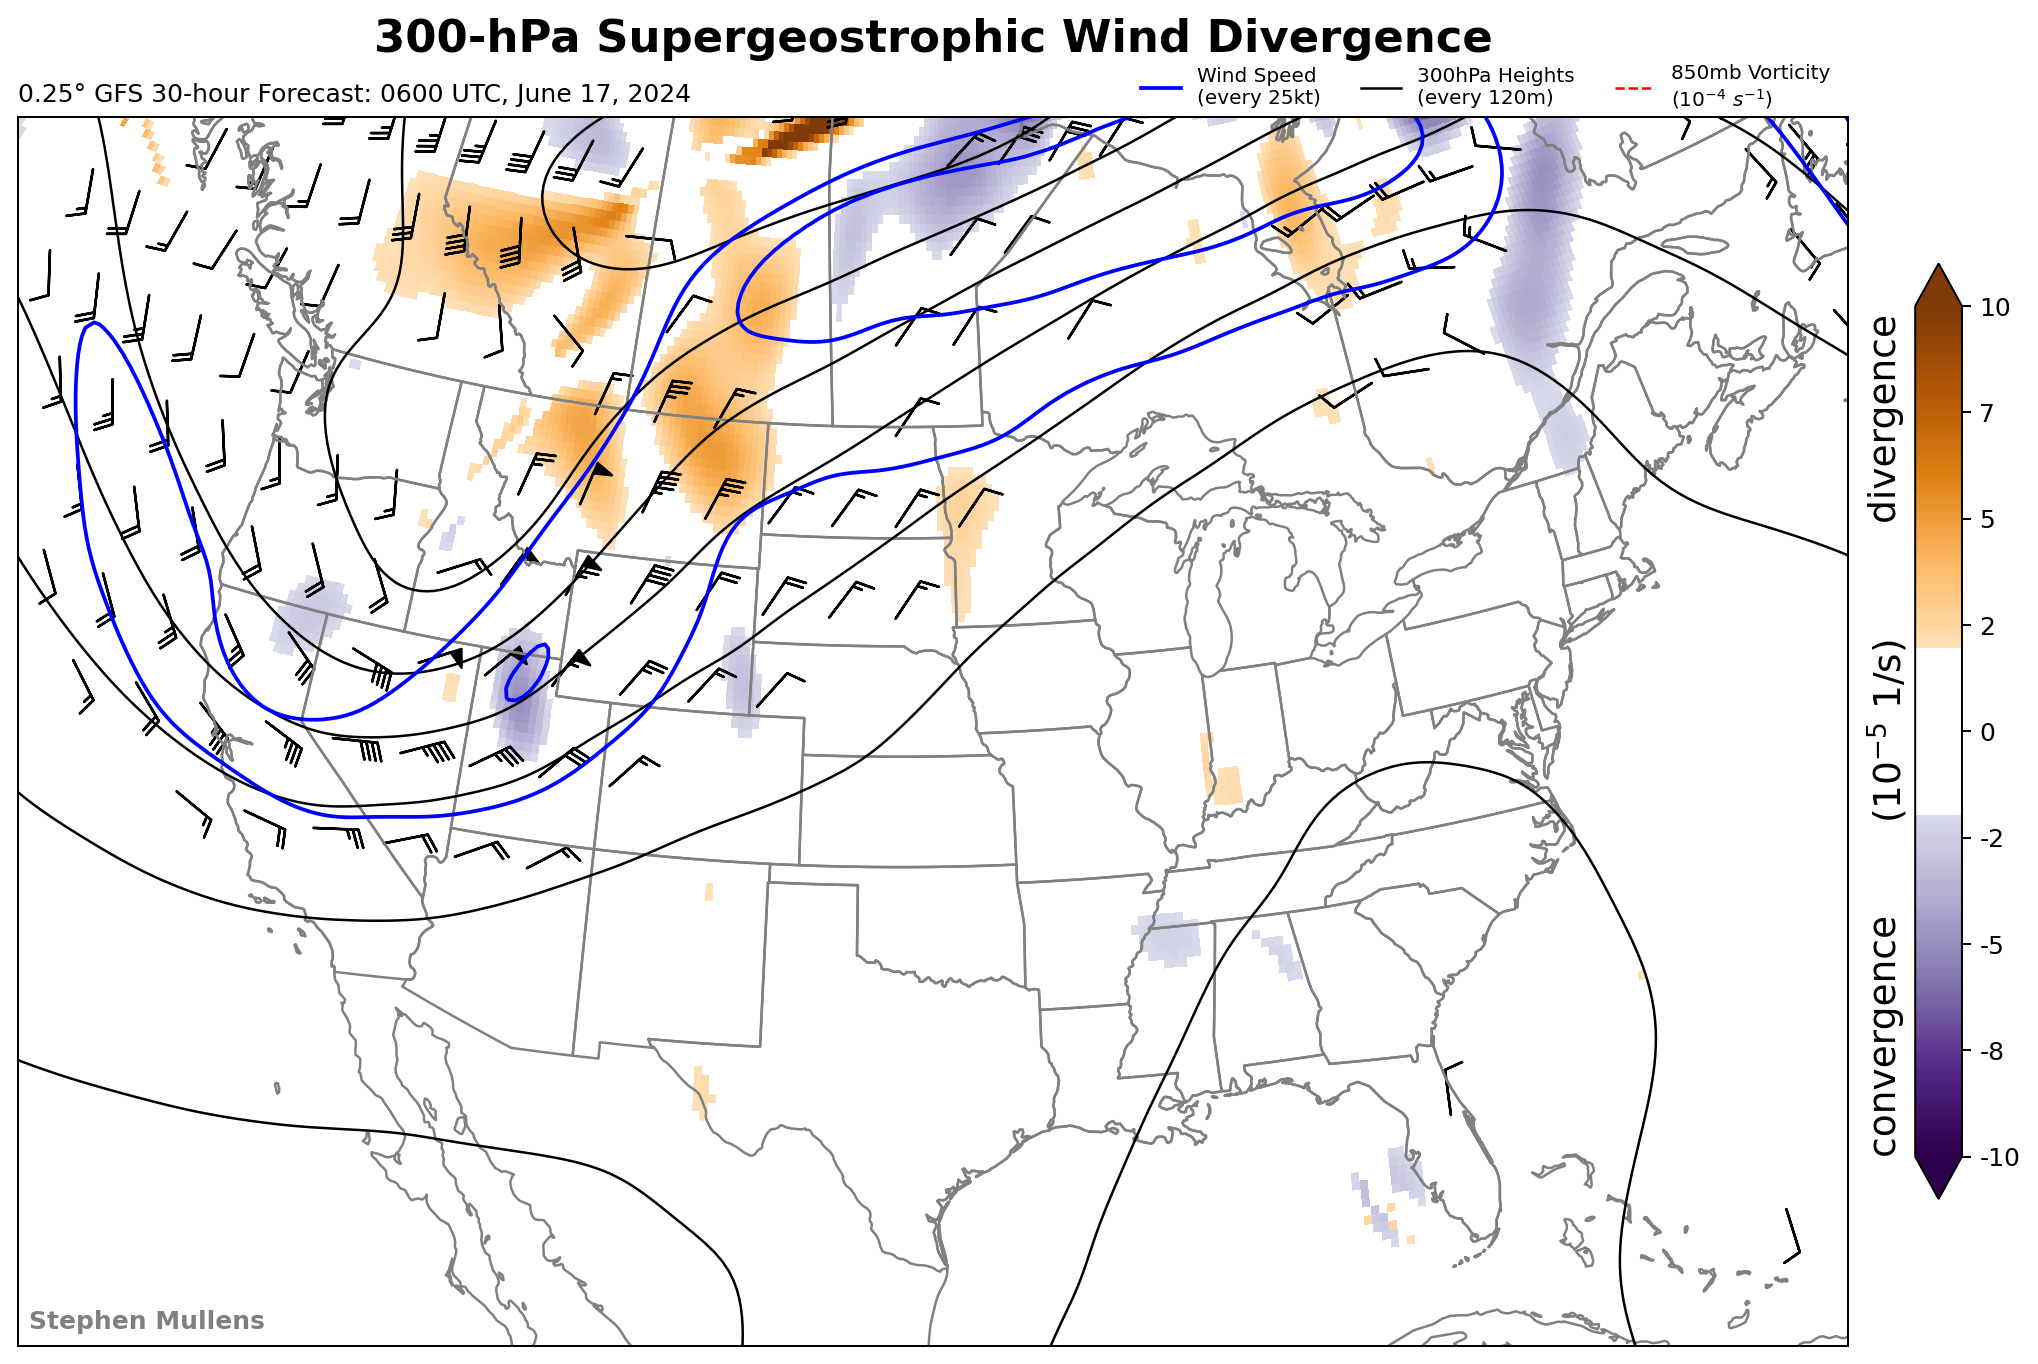 300-hPa Supergeostrophic Wind Divergence
0.25° GFS 30-hour Forecast: 0600 UTC, June 17, 2024
Wind Speed
(every 25kt)
300hPa Heights
(every 120m)
850mb Vorticity
(10⁻⁴ s⁻¹)
10
7
5
2
0
-2
-5
-8
-10
convergence (10⁻⁵ 1/s) divergence
Stephen Mullens